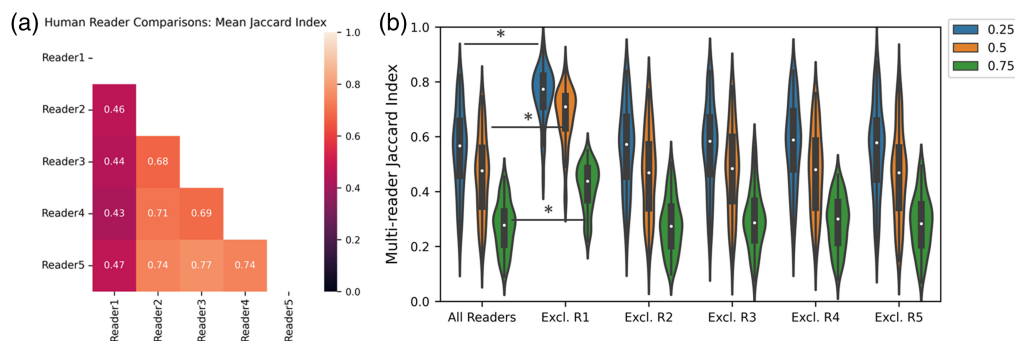 (a)
Human Reader Comparisons: Mean Jaccard Index
Reader1
Reader2
Reader3
Reader4
Reader5
0.46
0.44 0.68
0.43 0.71 0.69
0.47 0.74 0.77 0.74
Reader1 Reader2 Reader3 Reader4 Reader5
1.0
0.8
0.6
0.4
0.2
0.0
(b)
Multi-reader Jaccard Index
1.0
0.8
0.6
0.4
0.2
0.0
*
*
*
All Readers Excl. R1 Excl. R2 Excl. R3 Excl. R4 Excl. R5
0.25
0.5
0.75